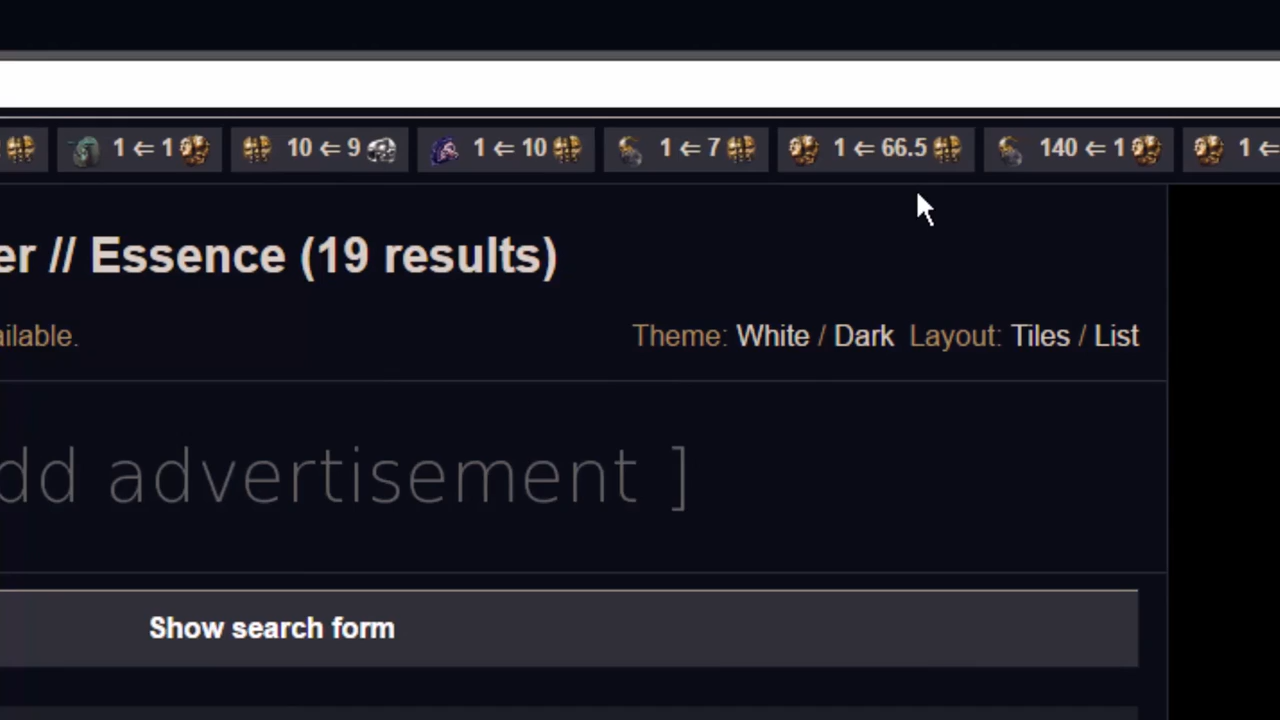 1 ⇐ 1 10 ⇐ 9 1 ⇐ 10 1 ⇐ 7 1 ⇐ 66.5 140 ⇐ 1 1 ⇐
er // Essence (19 results)
ailable. Theme: White / Dark Layout: Tiles / List
dd advertisement ]
Show search form